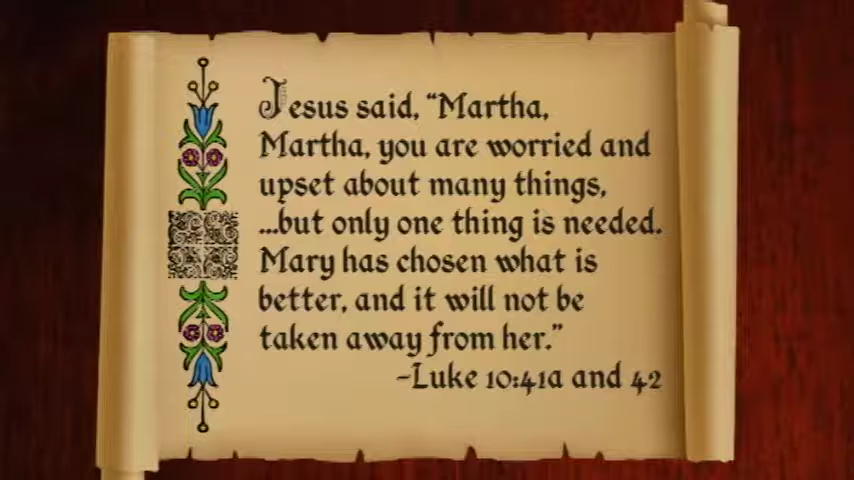 Jesus said, “Martha,
Martha, you are worried and
upset about many things,
...but only one thing is needed.
Mary has chosen what is
better, and it will not be
taken away from her.”
-Luke 10:41a and 42